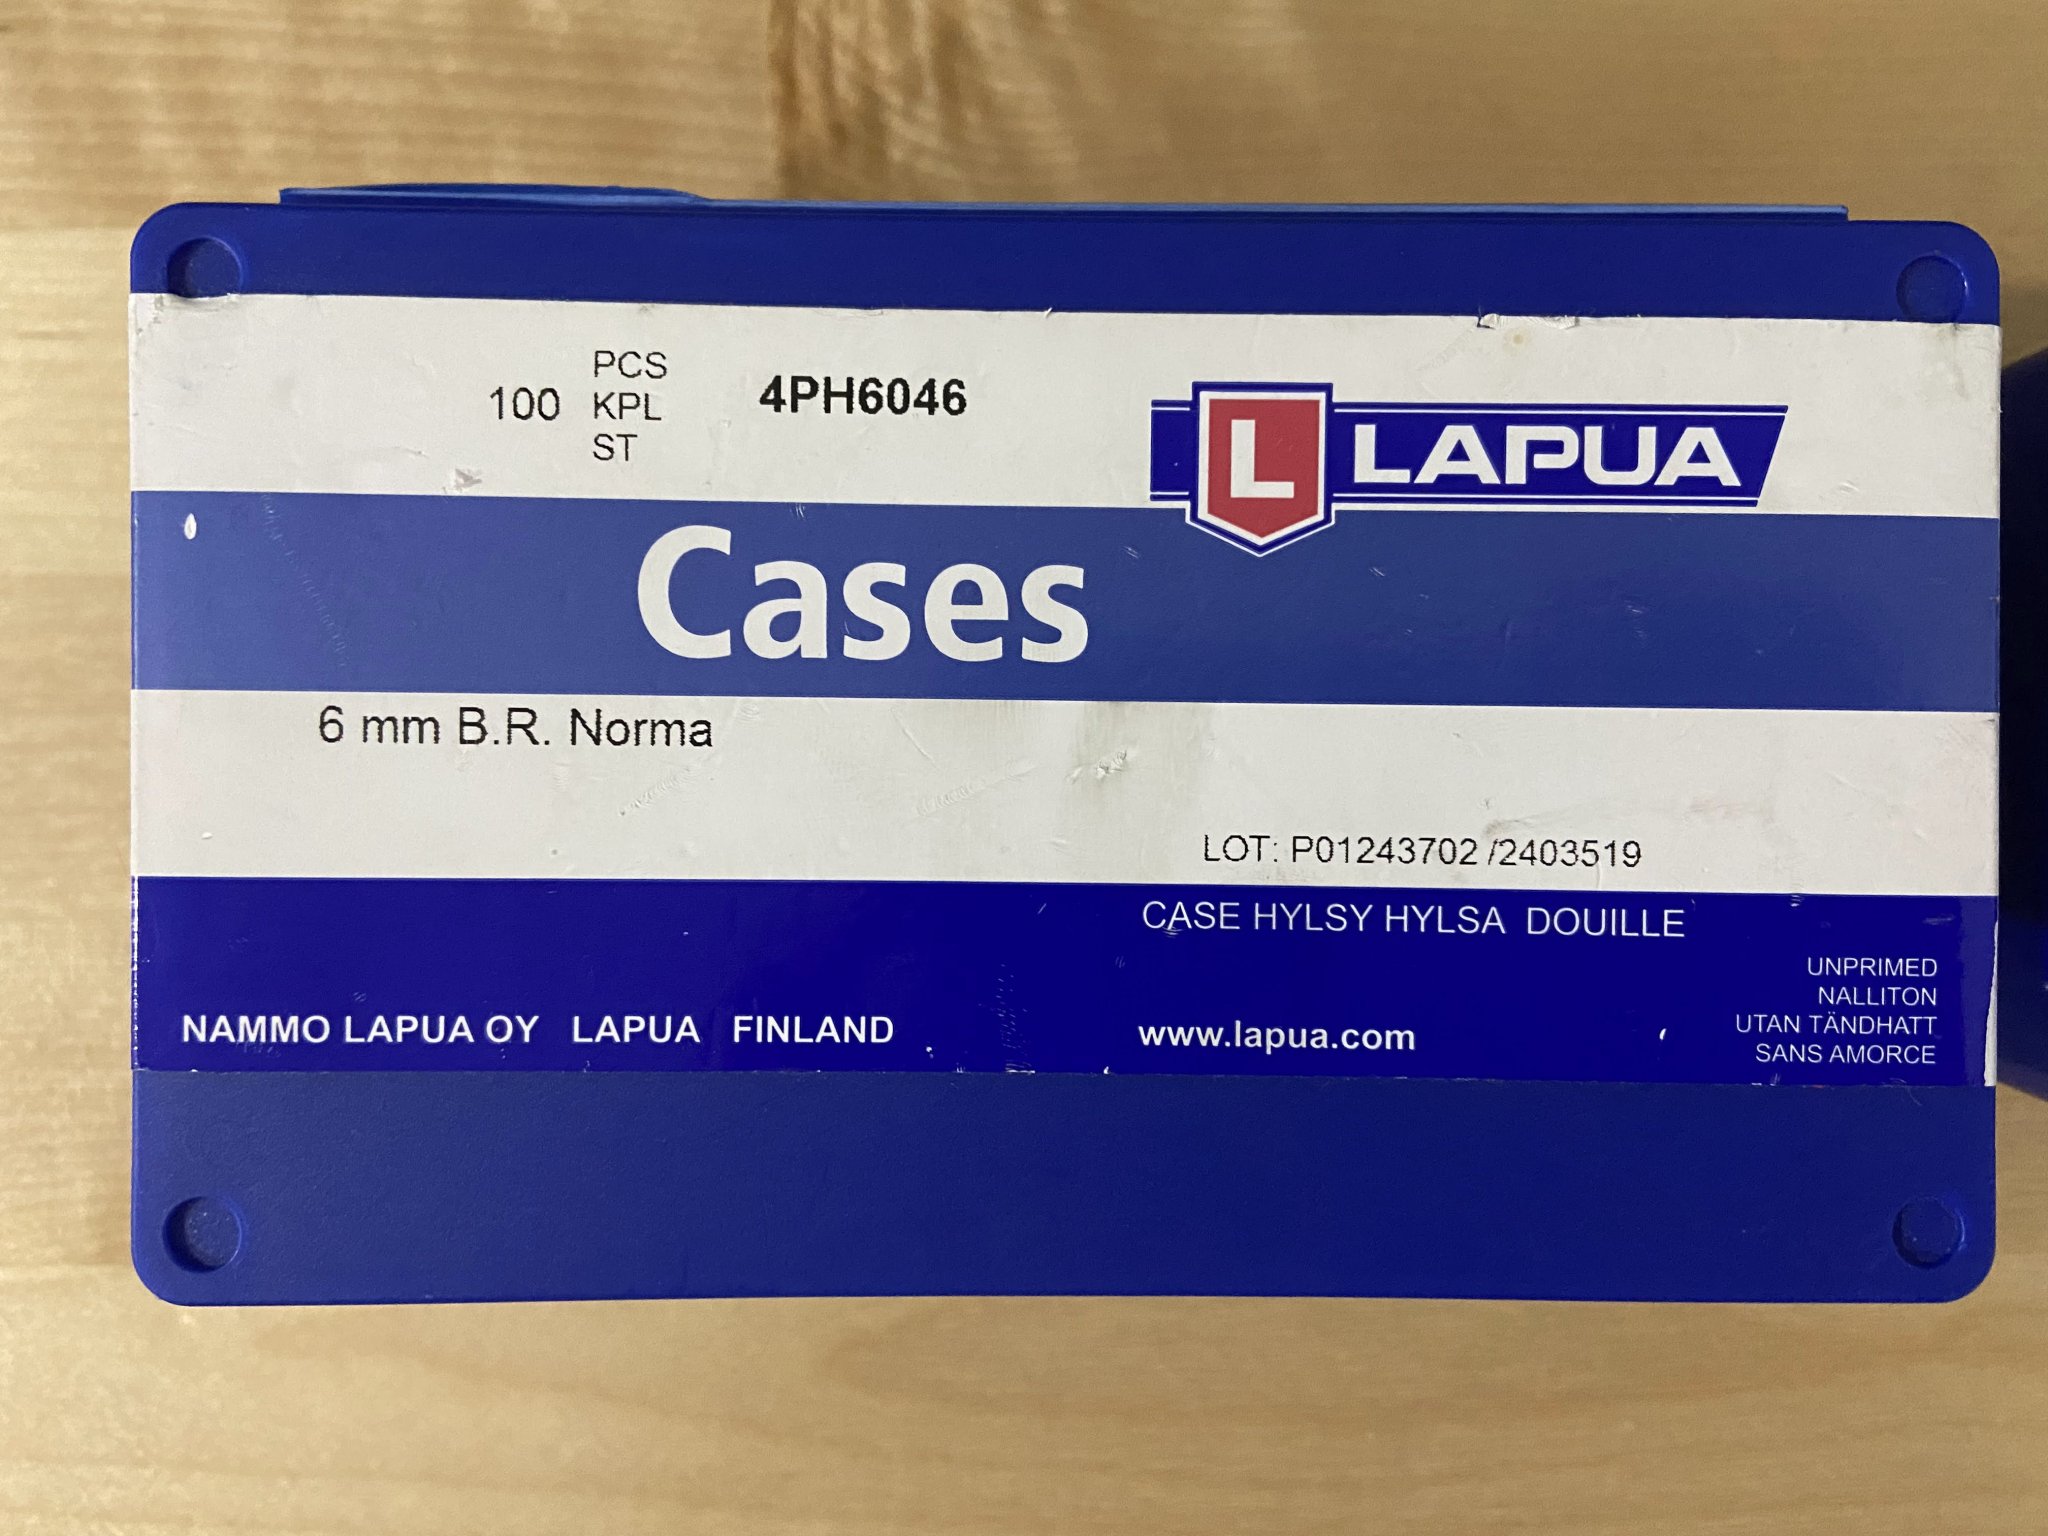 PCS
100 KPL 4PH6046
ST
L LAPUA
Cases
6 mm B.R. Norma
LOT: P01243702 /2403519
CASE HYLSY HYLSA DOUILLE
UNPRIMED
NALLITON
UTAN TÄNDHATT
SANS AMORCE
NAMMO LAPUA OY LAPUA FINLAND
www.lapua.com